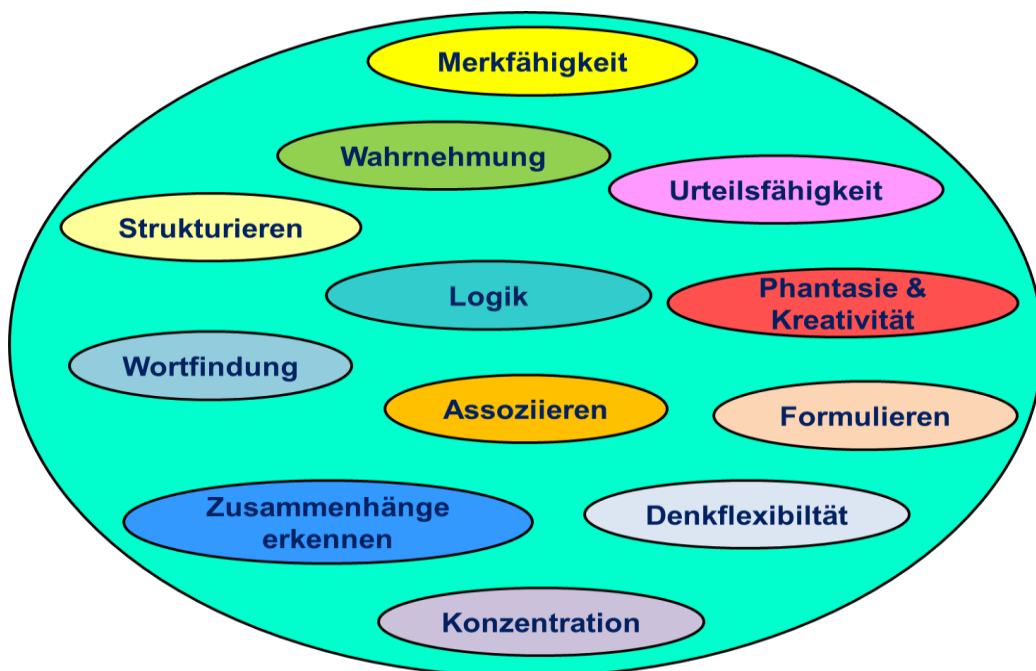 Merkfähigkeit
Wahrnehmung
Urteilsfähigkeit
Strukturieren
Logik
Phantasie &
Kreativität
Wortfindung
Assoziieren
Formulieren
Zusammenhänge
erkennen
Denkflexibiltät
Konzentration